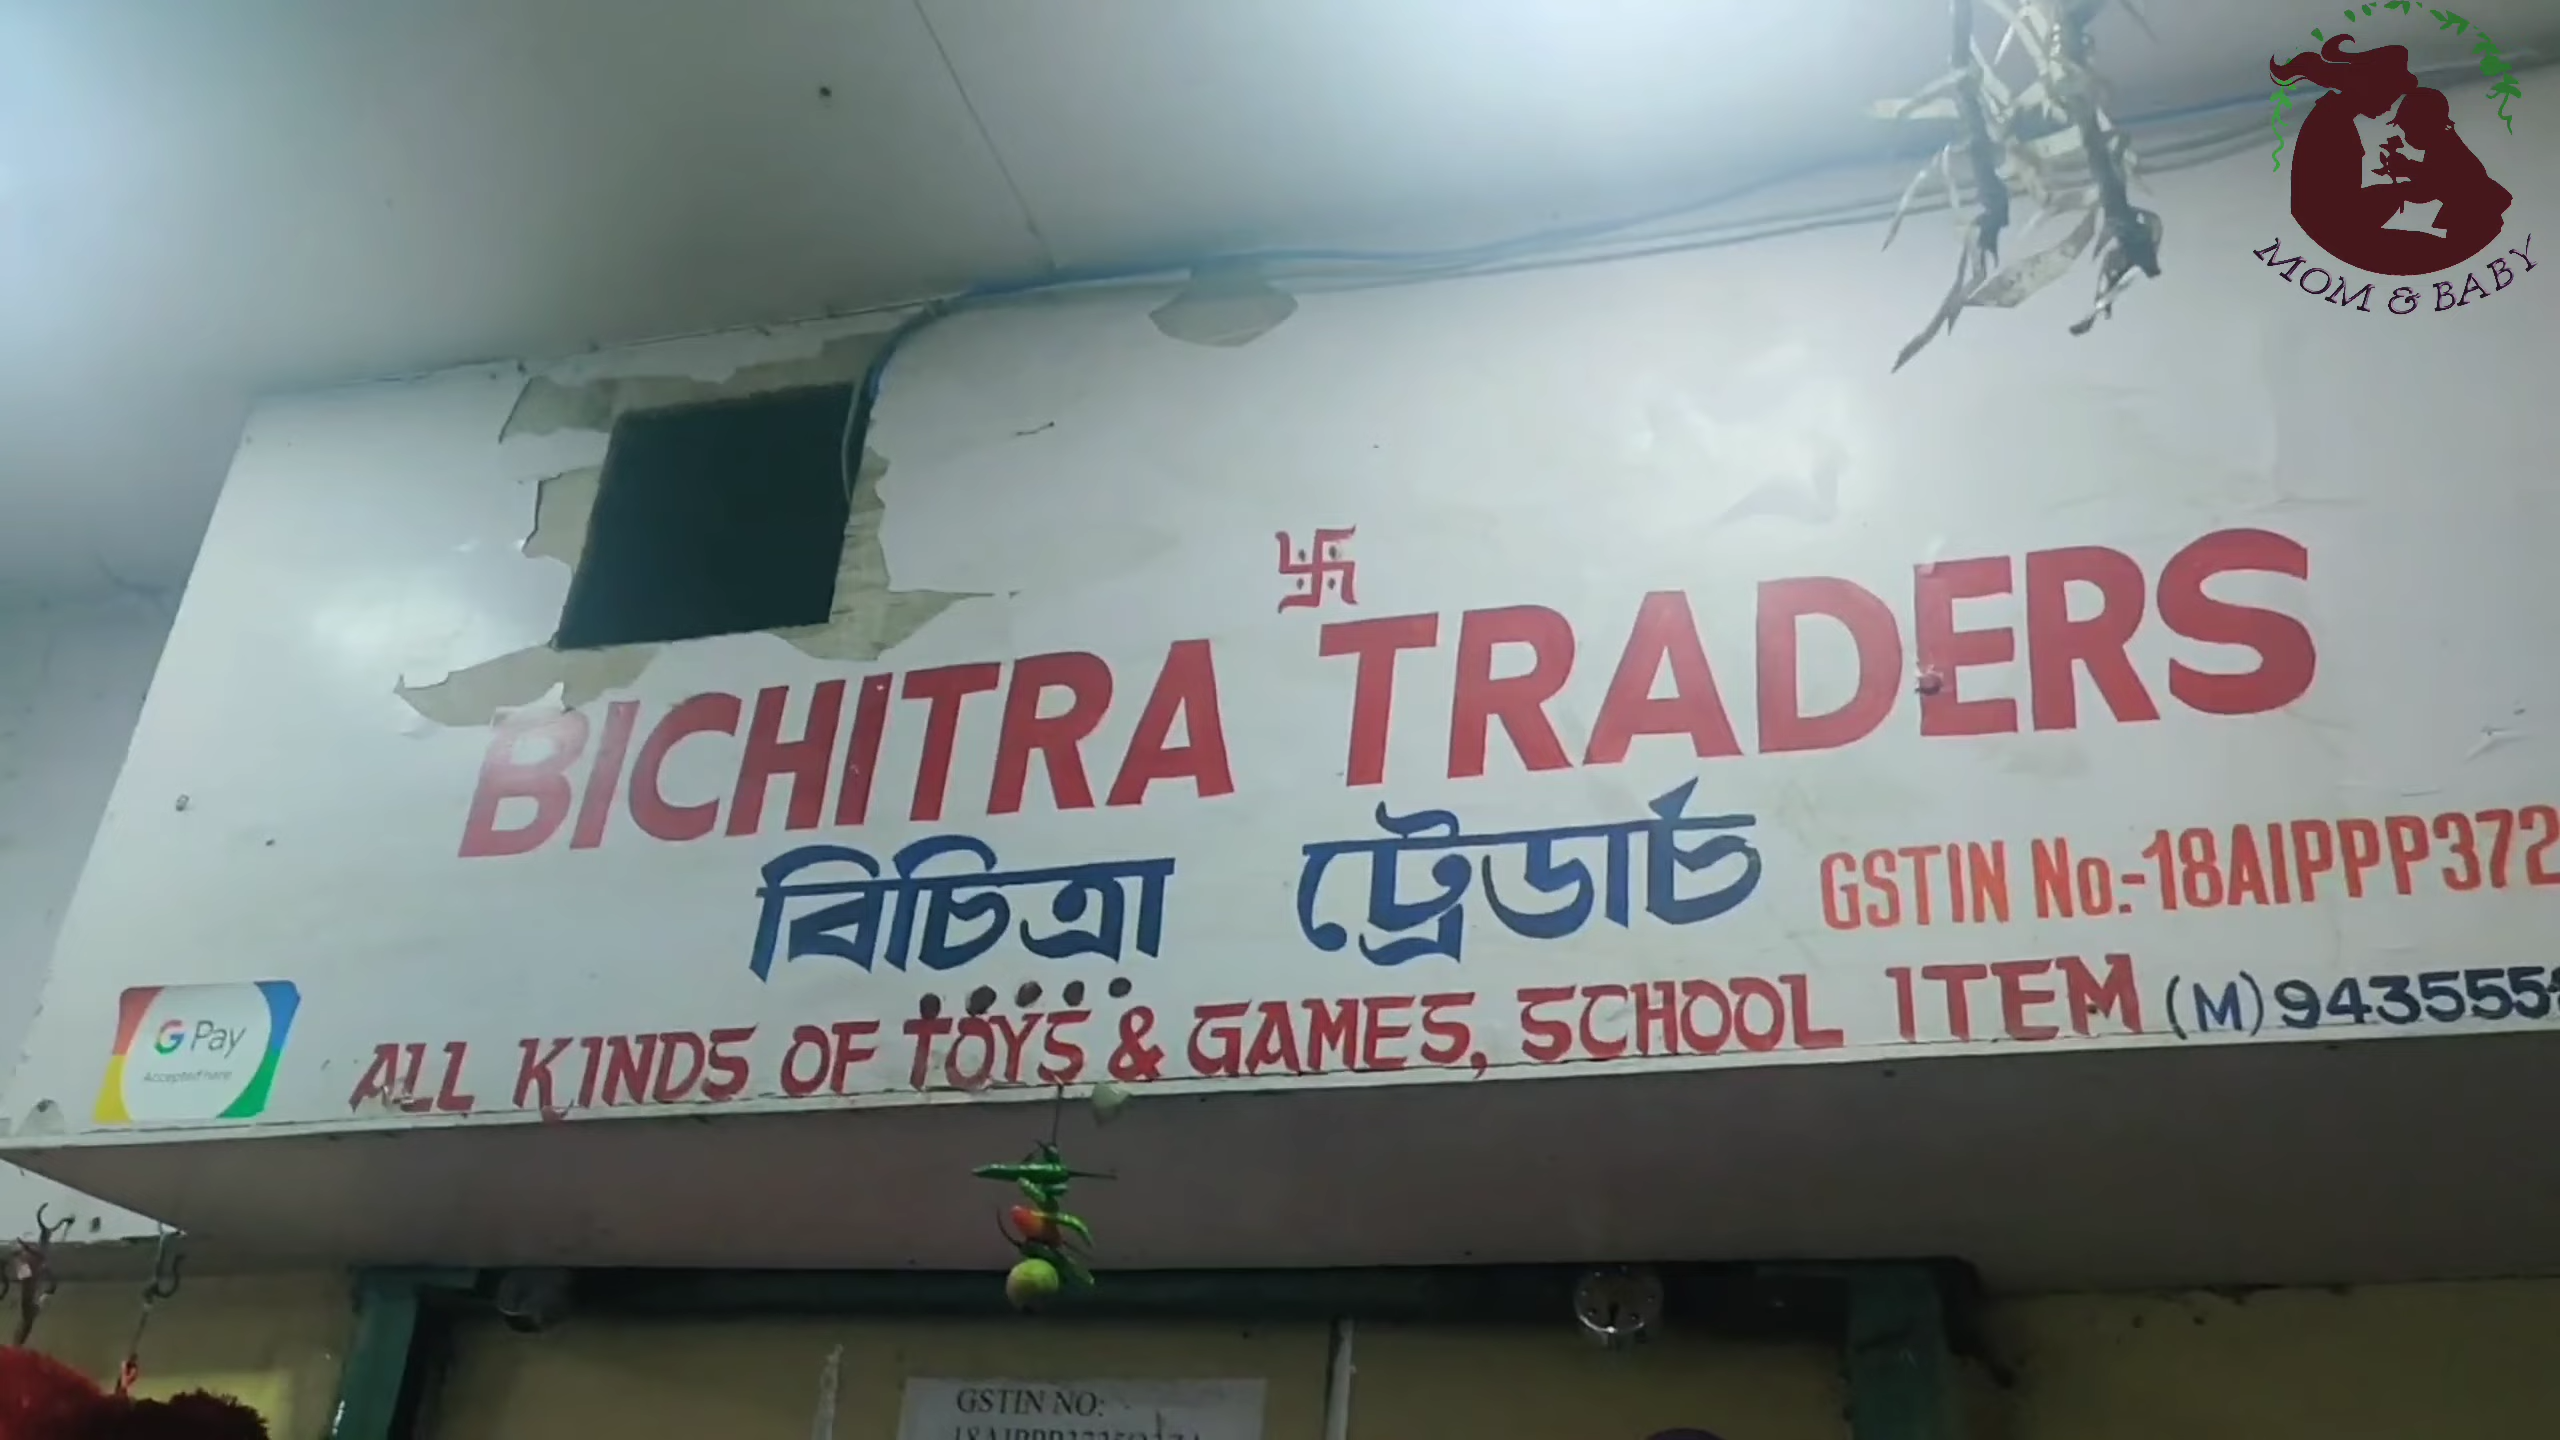 MOM & BABY
BICHITRA TRADERS
বিচিত্রা ট্রেডার্চ
GSTIN No:-18AIPPP372
ALL KINDS OF TOYS & GAMES, SCHOOL ITEM (M) 9435555
G Pay
Accepted here
GSTIN NO: